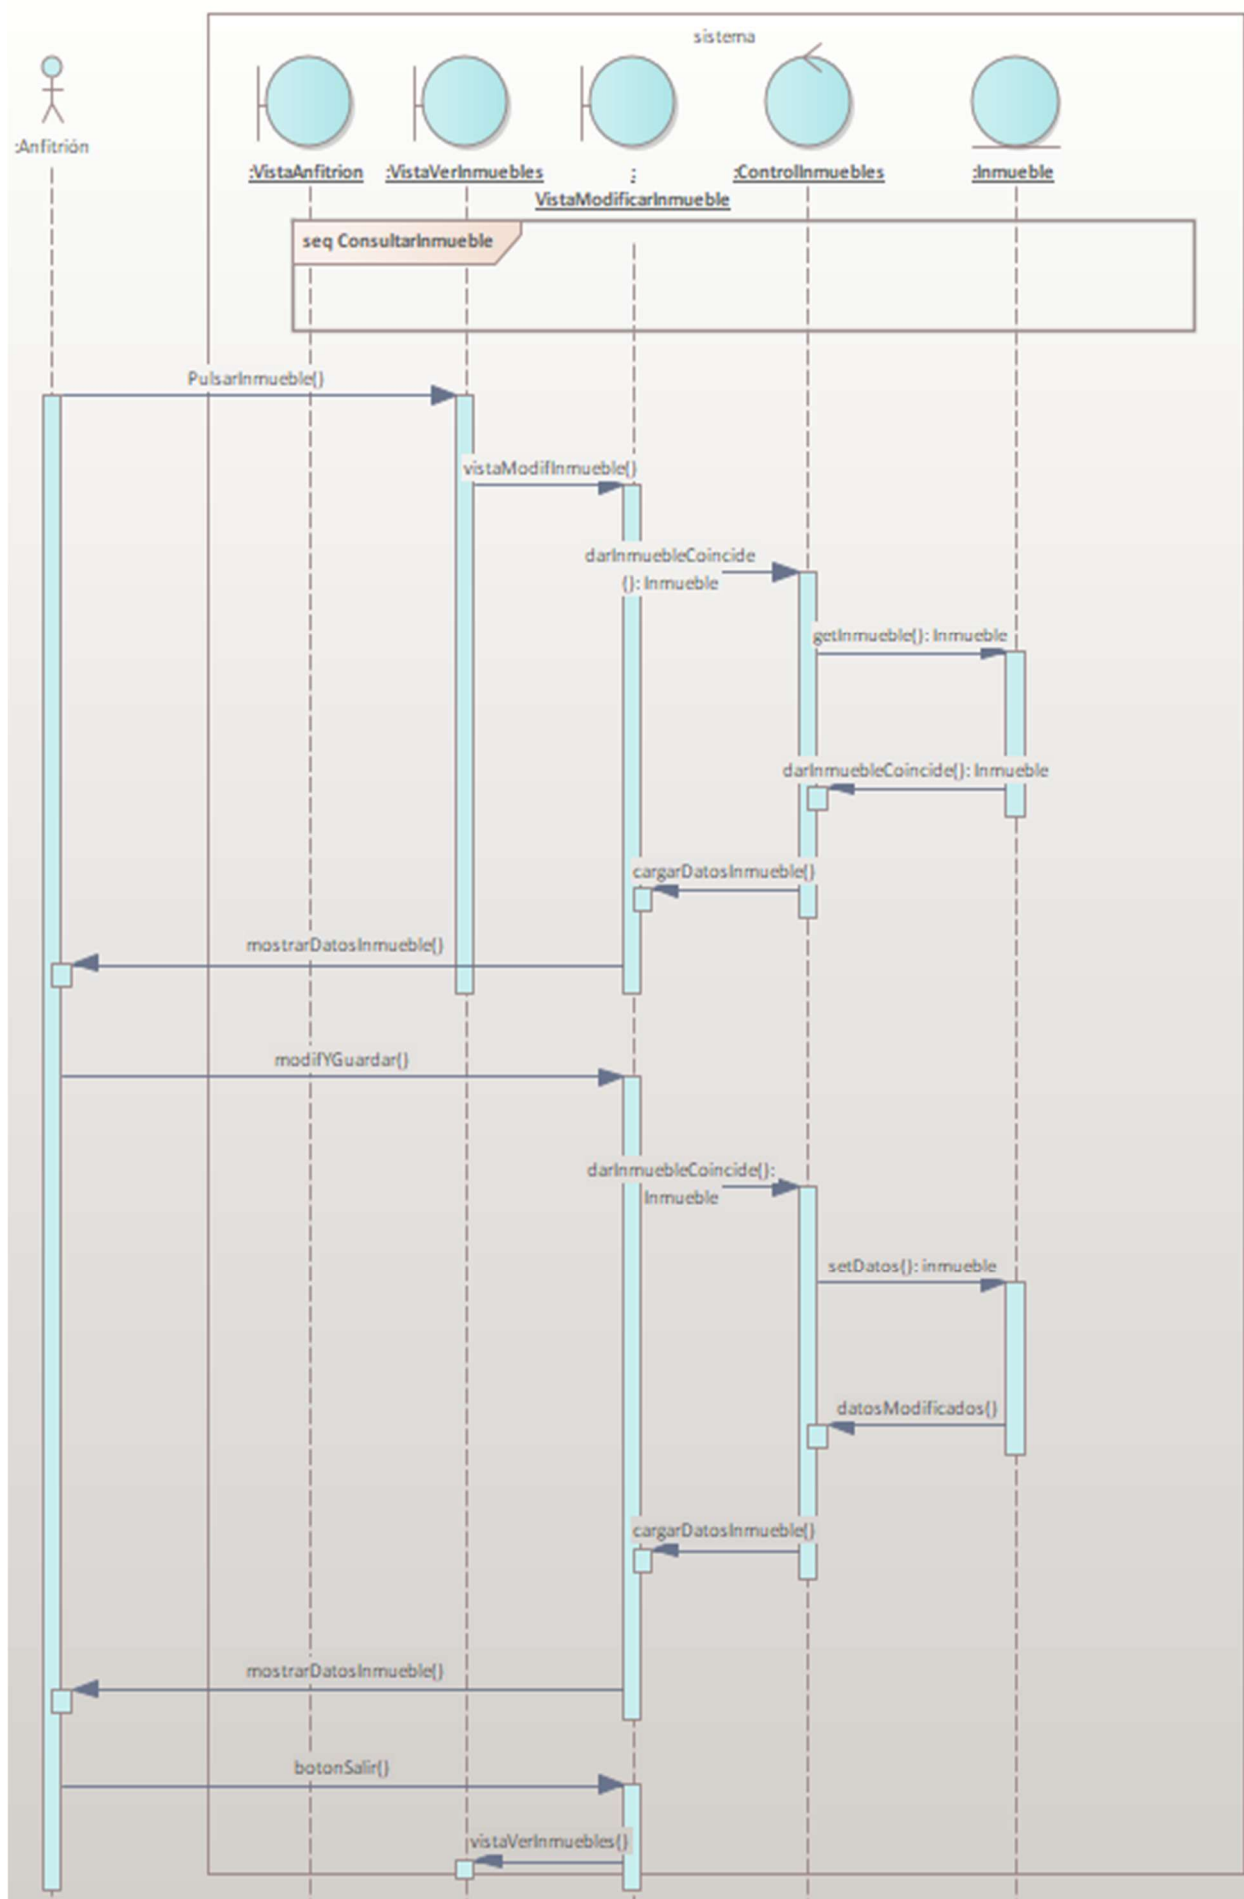 sistema
:Anfitrión
:VistaAnfitrion
:VistaVerInmuebles
:
VistaModificarInmueble
:ControlInmuebles
:Inmueble
seq ConsultarInmueble
PulsarInmueble()
vistaModifInmueble()
darInmuebleCoincide
(): Inmueble
getInmueble(): Inmueble
darInmuebleCoincide(): Inmueble
cargarDatosInmueble()
mostrarDatosInmueble()
modifYGuardar()
darInmuebleCoincide():
Inmueble
setDatos(): inmueble
datosModificados()
cargarDatosInmueble()
mostrarDatosInmueble()
botonSalir()
vistaVerInmuebles()